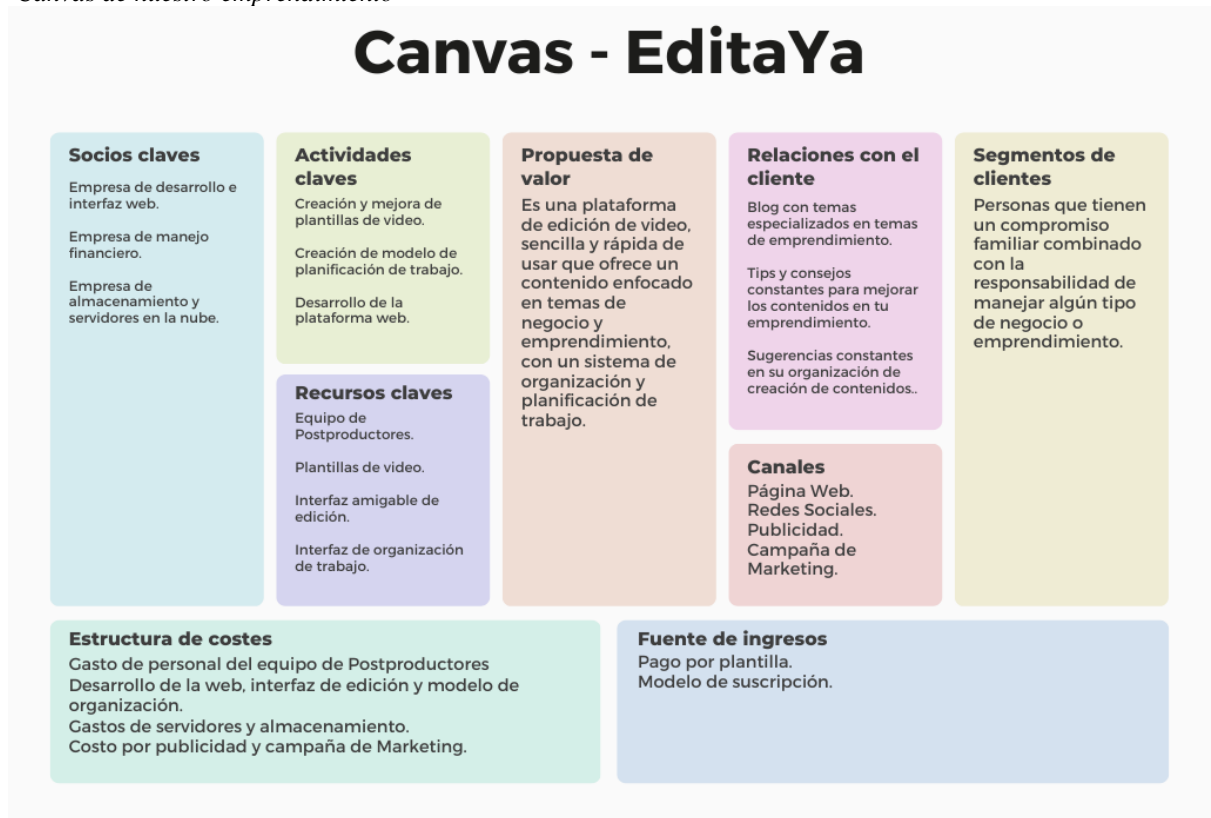 Canvas de nuestro emprendimiento
Canvas - EditaYa
Socios claves
Empresa de desarrollo e
interfaz web.
Empresa de manejo
financiero.
Empresa de
almacenamiento y
servidores en la nube.
Actividades
claves
Creación y mejora de
plantillas de video.
Creación de modelo de
planificación de trabajo.
Desarrollo de la
plataforma web.
Recursos claves
Equipo de
Postproductores.
Plantillas de video.
Interfaz amigable de
edición.
Interfaz de organización
de trabajo.
Propuesta de
valor
Es una plataforma
de edición de video,
sencilla y rápida de
usar que ofrece un
contenido enfocado
en temas de
negocio y
emprendimiento,
con un sistema de
organización y
planificación de
trabajo.
Relaciones con el
cliente
Blog con temas
especializados en temas
de emprendimiento.
Tips y consejos
constantes para mejorar
los contenidos en tu
emprendimiento.
Sugerencias constantes
en su organización de
creación de contenidos..
Canales
Página Web.
Redes Sociales.
Publicidad.
Campaña de
Marketing.
Segmentos de
clientes
Personas que tienen
un compromiso
familiar combinado
con la
responsabilidad de
manejar algún tipo
de negocio o
emprendimiento.
Estructura de costes
Gasto de personal del equipo de Postproductores
Desarrollo de la web, interfaz de edición y modelo de
organización.
Gastos de servidores y almacenamiento.
Costo por publicidad y campaña de Marketing.
Fuente de ingresos
Pago por plantilla.
Modelo de suscripción.